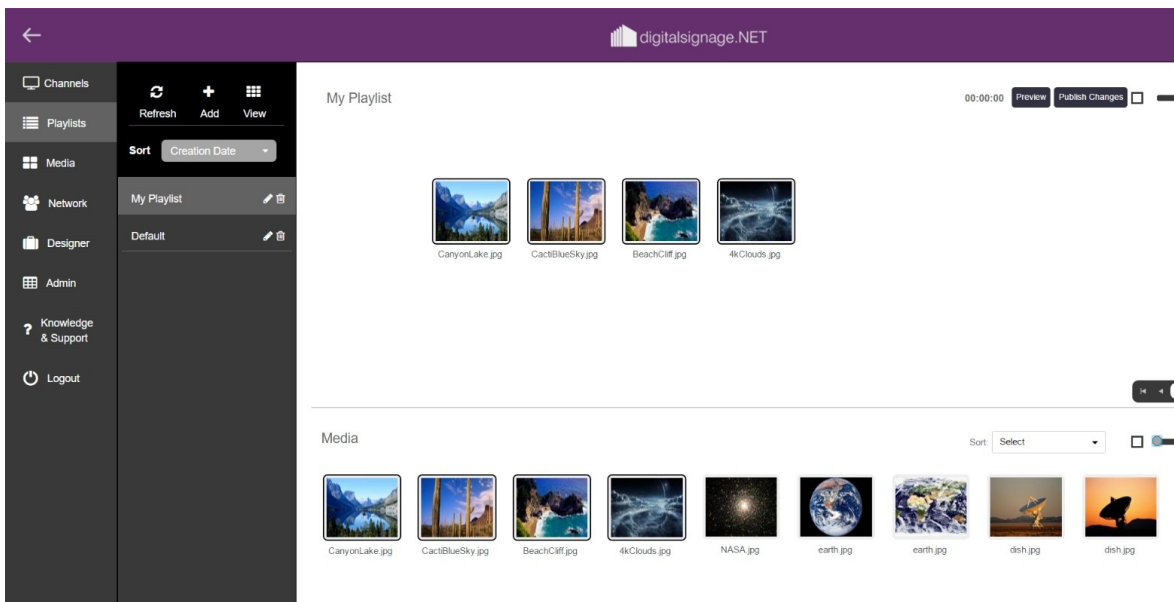 digitalsignage.NET
Channels
Playlists
Media
Network
Designer
Admin
? Knowledge
& Support
Logout
Refresh Add View
Sort Creation Date
My Playlist
Default
My Playlist
00:00:00 Preview Publish Changes
CanyonLake.jpg CactiBlueSky.jpg BeachCliff.jpg 4kClouds.jpg
Media
Sort: Select
CanyonLake.jpg CactiBlueSky.jpg BeachCliff.jpg 4kClouds.jpg NASA.jpg earth.jpg earth.jpg dish.jpg dish.jpg